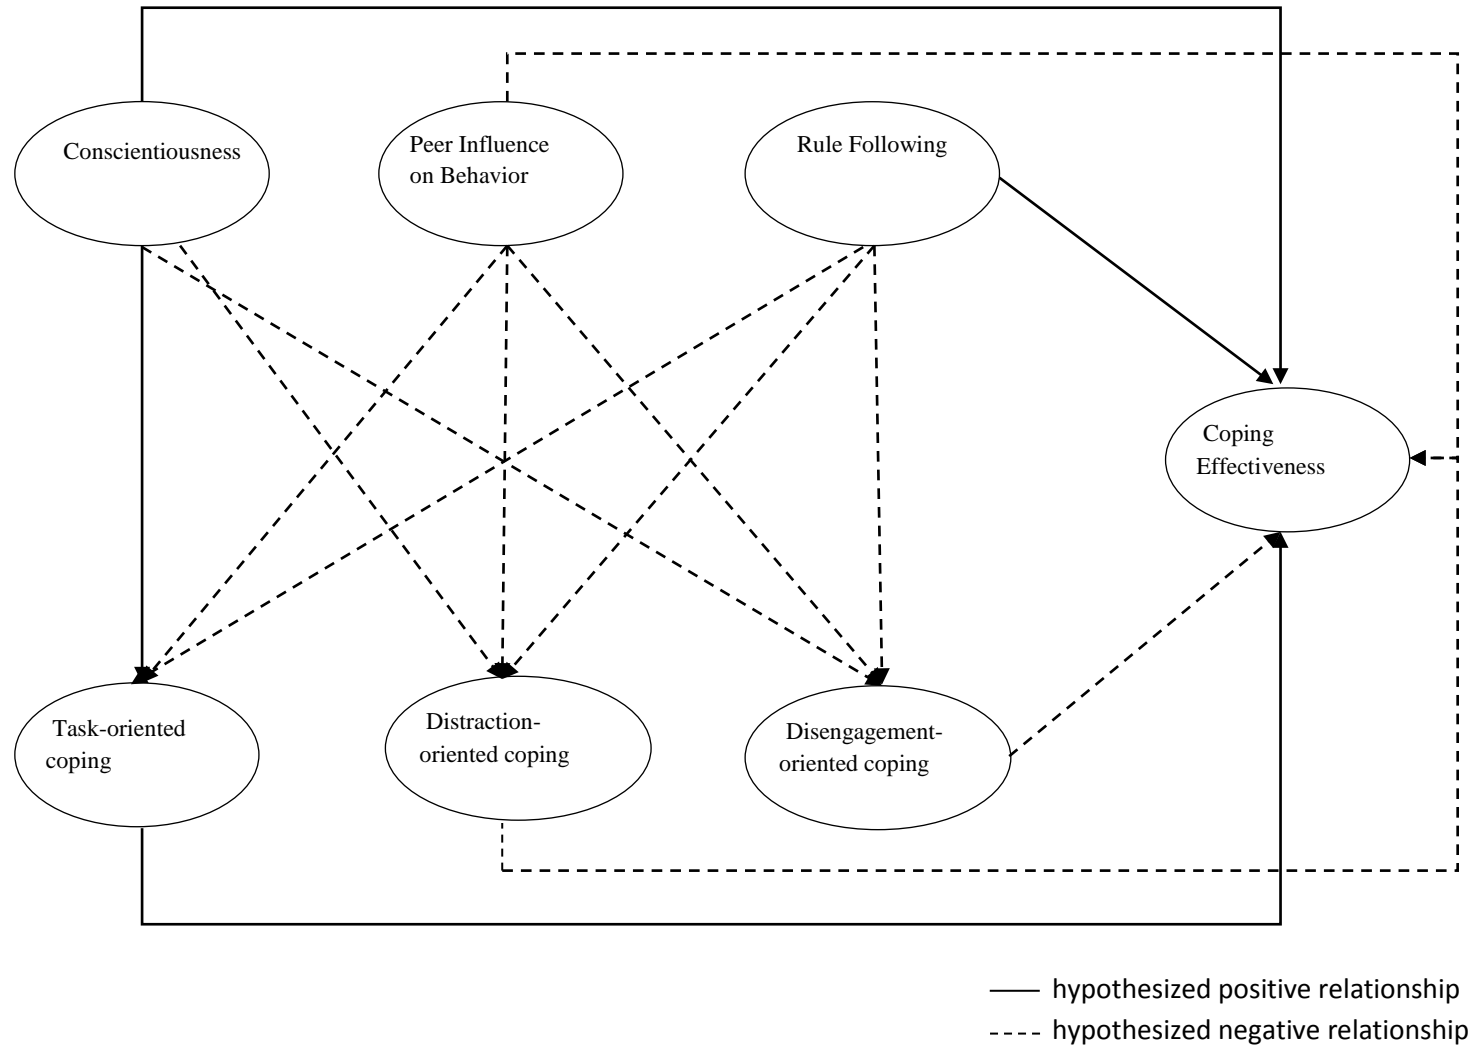 Conscientiousness
Peer Influence
on Behavior
Rule Following
Coping
Effectiveness
Task-oriented
coping
Distraction-
oriented coping
Disengagement-
oriented coping
hypothesized positive relationship
hypothesized negative relationship